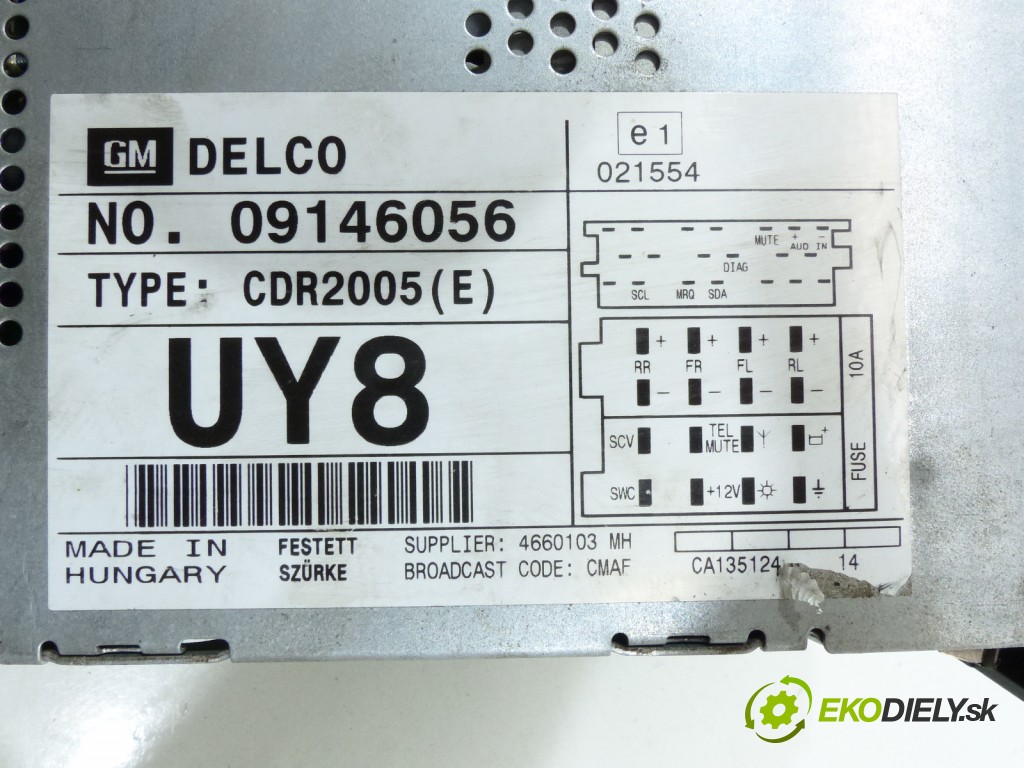 GM DELCO
e1
021554
NO. 09146056
TYPE: CDR2005(E)
UY8
MUTE + -
AUD IN
DIAG
SCL MRQ SDA
+ + + +
RR FR FL RL
- - - -
10A
FUSE
SCV TEL MUTE +
SWC +12V
MADE IN
HUNGARY
FESTETT
SZÜRKE
SUPPLIER: 4660103 MH
BROADCAST CODE: CMAF
CA135124 14
EKODIELY.sk